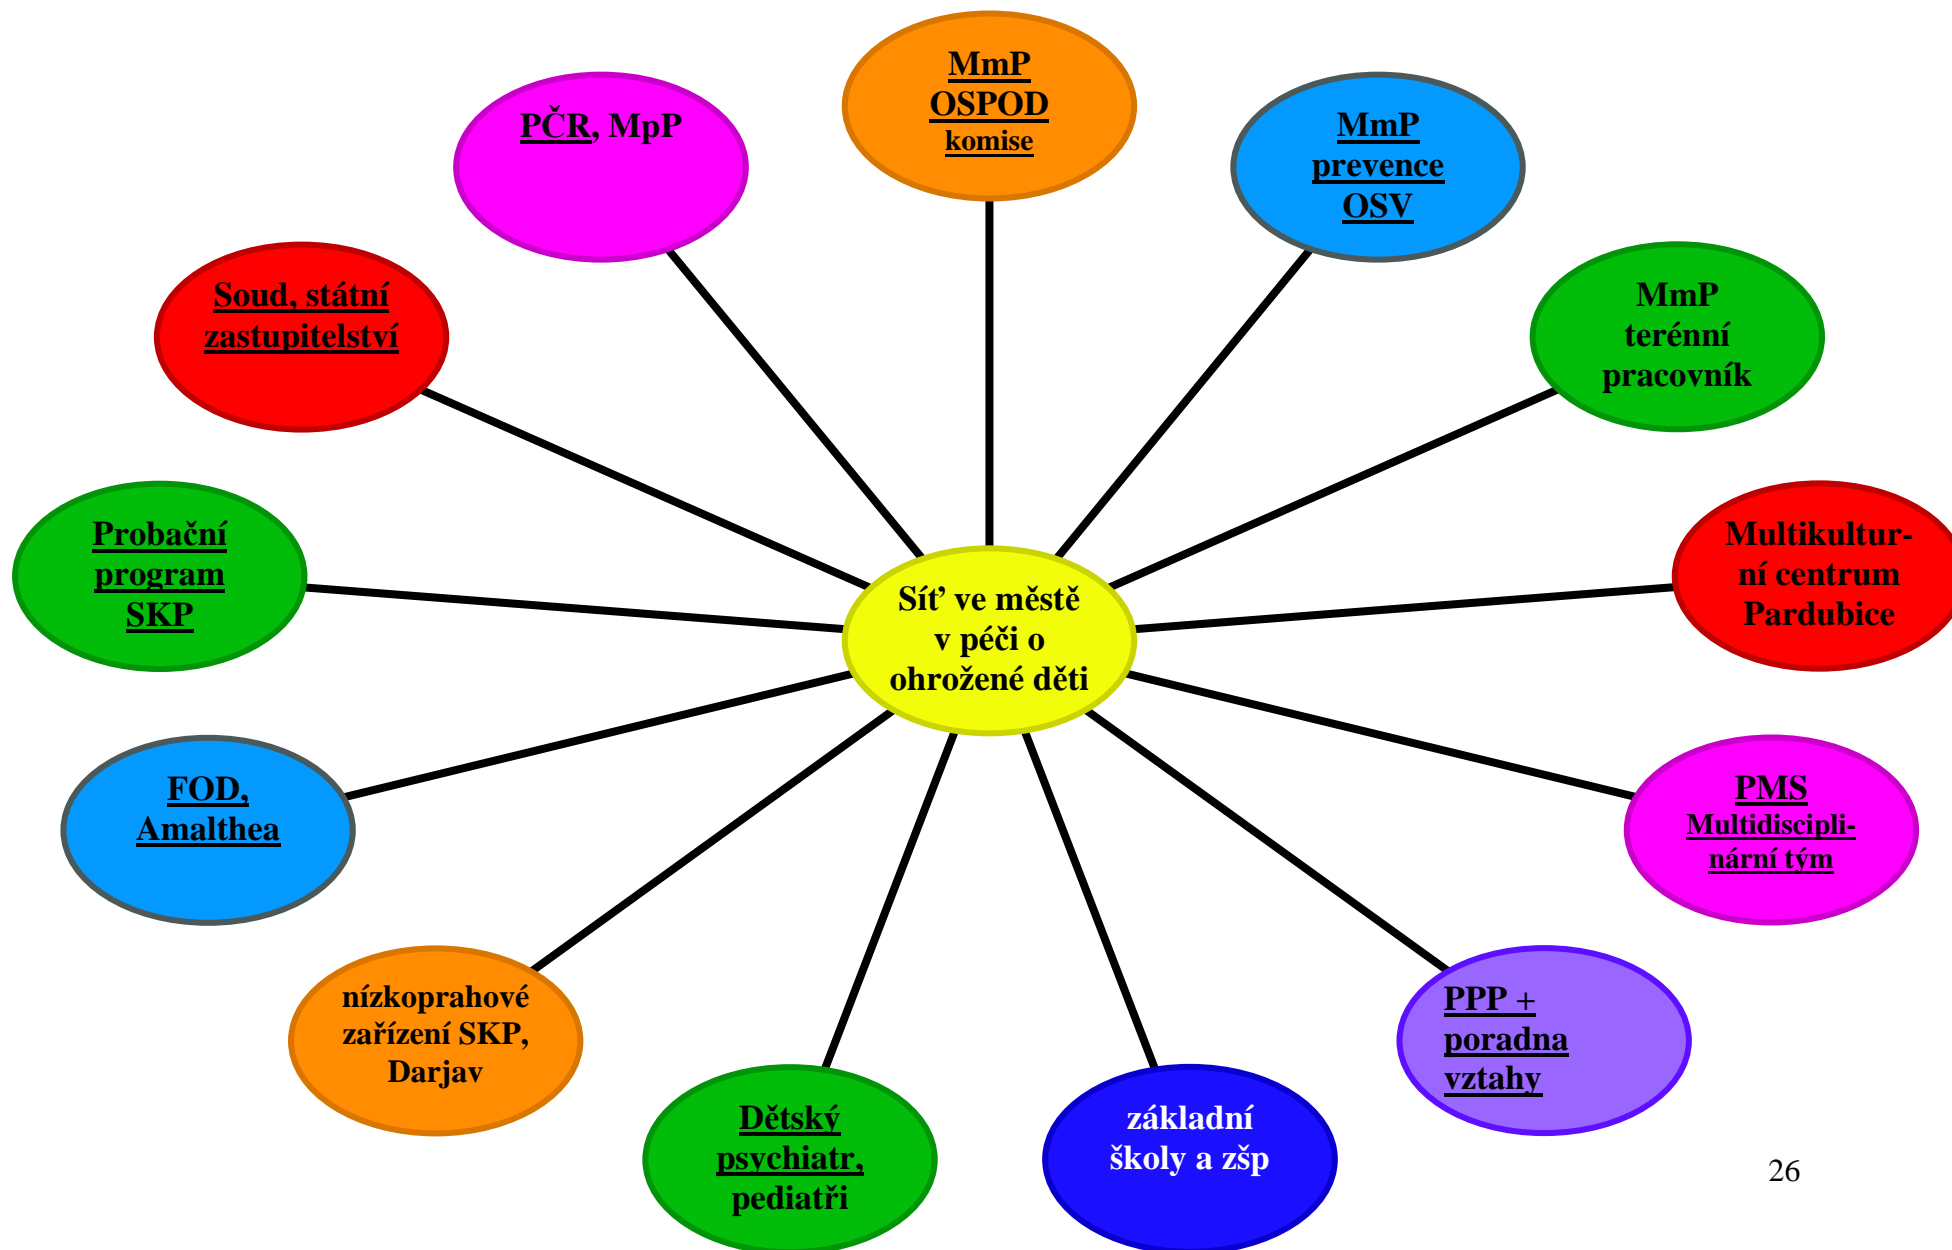 MmP
OSPOD
komise
PČR, MpP
MmP
prevence
OSV
Soud, státní
zastupitelství
MmP
terénní
pracovník
Probační
program
SKP
Multikultur-
ní centrum
Pardubice
Síť ve městě
v péči o
ohrožené děti
FOD,
Amalthea
PMS
Multidiscipli-
nární tým
nízkoprahové
zařízení SKP,
Darjav
PPP +
poradna
vztahy
Dětský
psychiatr,
pediatři
základní
školy a zšp
26